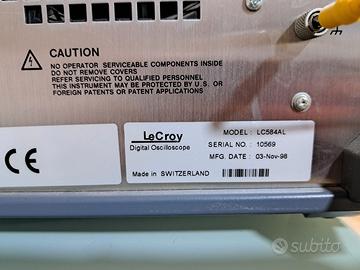 CAUTION
NO OPERATOR SERVICEABLE COMPONENTS INSIDE
DO NOT REMOVE COVERS
REFER SERVICING TO QUALIFIED PERSONNEL
THIS INSTRUMENT MAY BE PROTECTED BY U.S. OR
FOREIGN PATENTS OR PATENT APPLICATIONS
CE
LeCroy
Digital Oscilloscope
MODEL: LC584AL
SERIAL NO: 10569
MFG. DATE: 03-Nov-98
Made in SWITZERLAND
subito